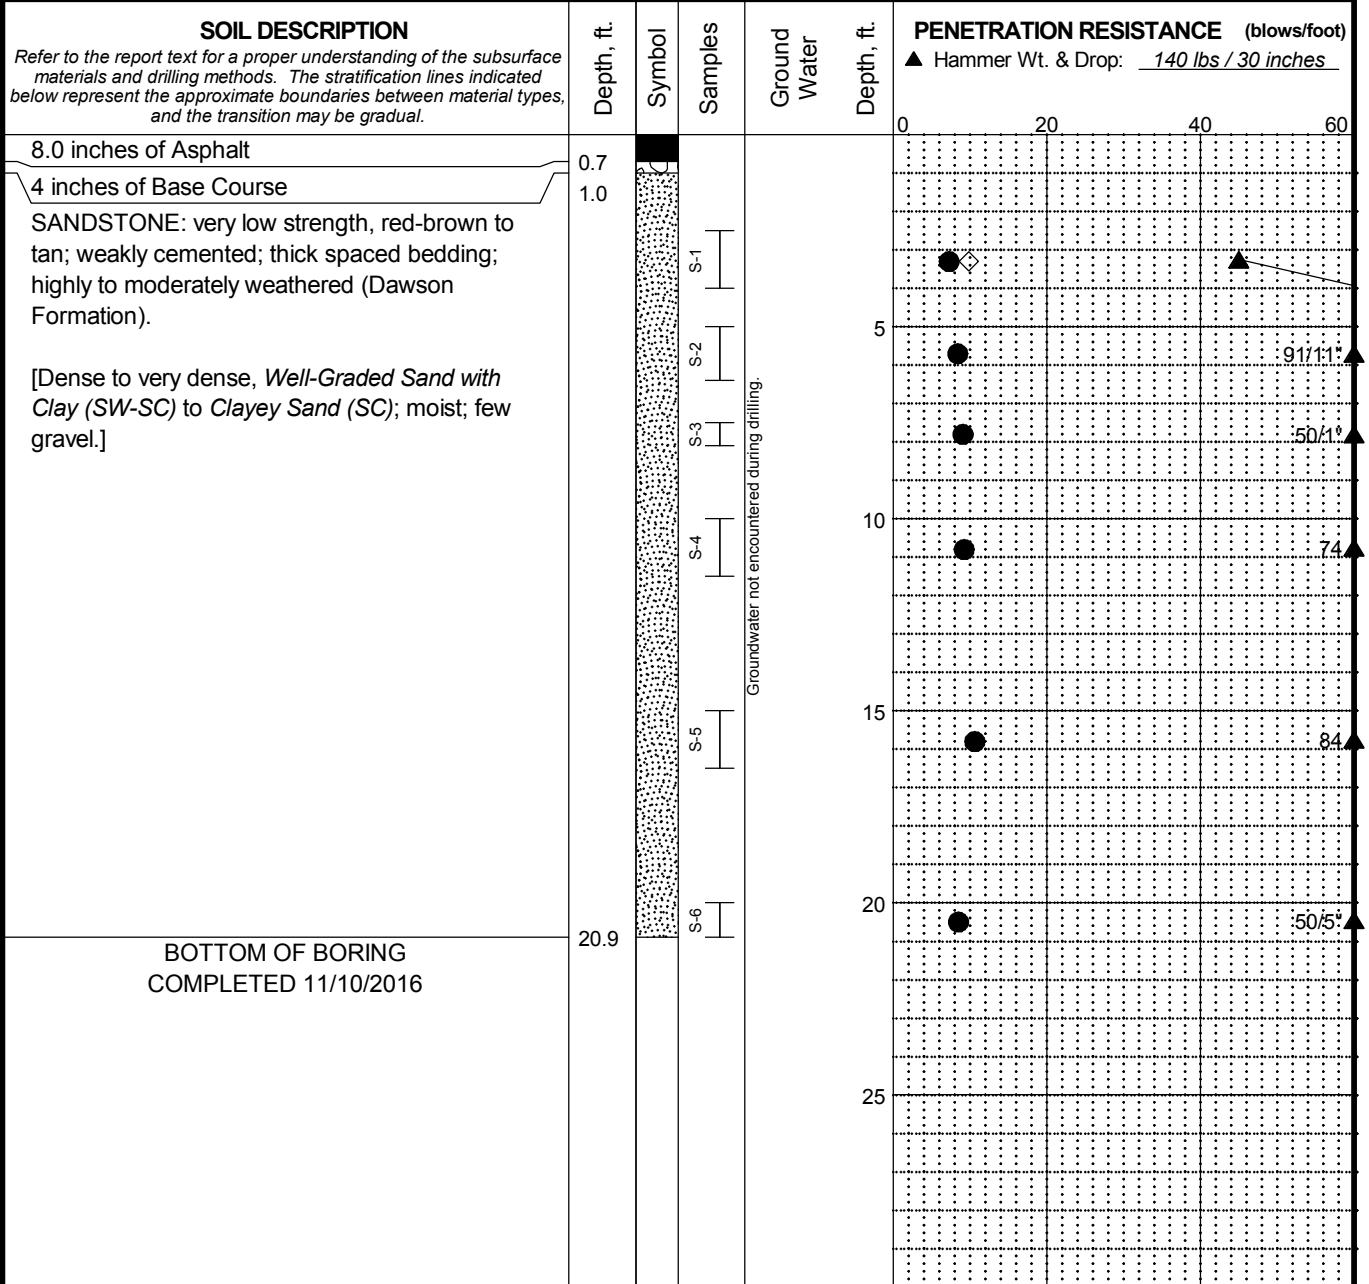 SOIL DESCRIPTION
Refer to the report text for a proper understanding of the subsurface
materials and drilling methods. The stratification lines indicated
below represent the approximate boundaries between material types,
and the transition may be gradual.
Depth, ft.
Symbol
Samples
Ground
Water
Depth, ft.
PENETRATION RESISTANCE (blows/foot)
▲ Hammer Wt. & Drop: 140 lbs / 30 inches
0 20 40 60
8.0 inches of Asphalt
0.7
4 inches of Base Course
1.0
SANDSTONE: very low strength, red-brown to
tan; weakly cemented; thick spaced bedding;
highly to moderately weathered (Dawson
Formation).
[Dense to very dense, Well-Graded Sand with
Clay (SW-SC) to Clayey Sand (SC); moist; few
gravel.]
20.9
BOTTOM OF BORING
COMPLETED 11/10/2016
S-1
S-2
S-3
S-4
S-5
S-6
Groundwater not encountered during drilling.
5
10
15
20
25
91/11"
50/1"
74
84
50/5"